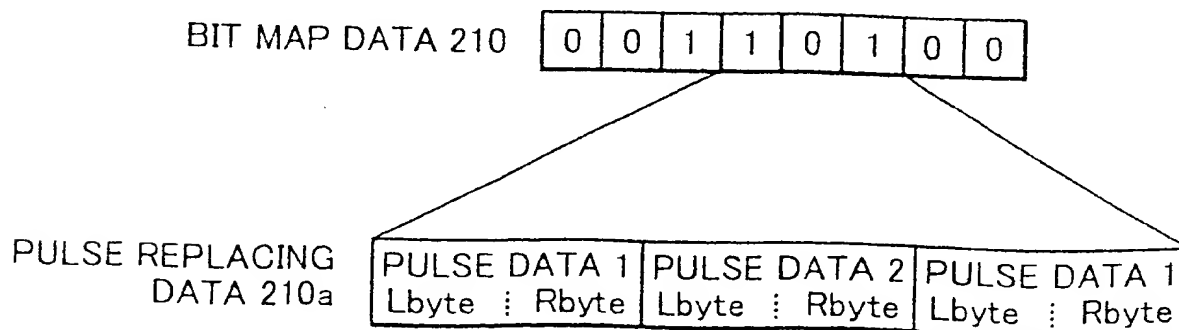 BIT MAP DATA 210 0 0 1 1 0 1 0 0
PULSE REPLACING
DATA 210a
PULSE DATA 1 PULSE DATA 2 PULSE DATA 1
Lbyte Rbyte Lbyte Rbyte Lbyte Rbyte